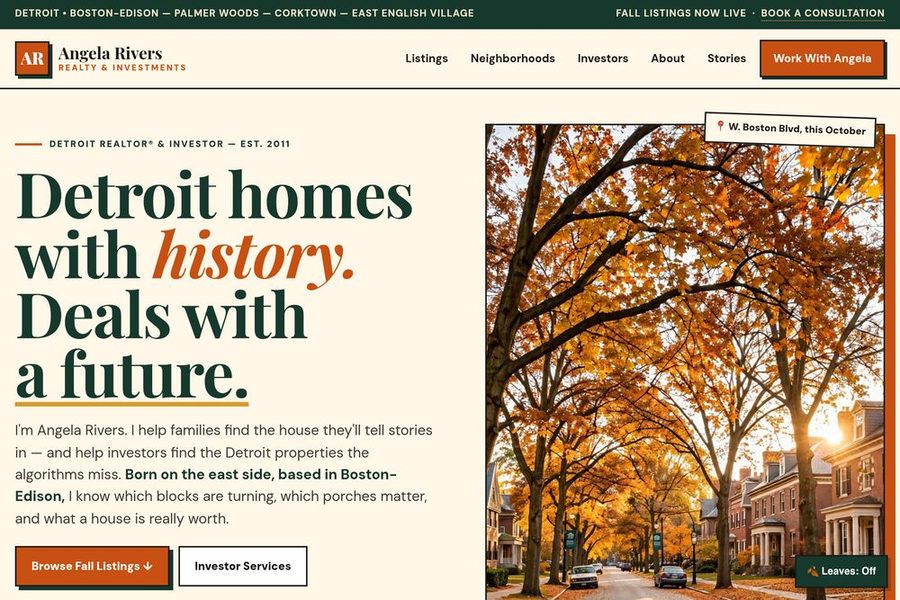 DETROIT • BOSTON-EDISON — PALMER WOODS — CORKTOWN — EAST ENGLISH VILLAGE
FALL LISTINGS NOW LIVE · BOOK A CONSULTATION
AR
Angela Rivers
REALTY & INVESTMENTS
Listings
Neighborhoods
Investors
About
Stories
Work With Angela
DETROIT REALTOR® & INVESTOR — EST. 2011
Detroit homes
with history.
Deals with
a future.
I'm Angela Rivers. I help families find the house they'll tell stories
in — and help investors find the Detroit properties the
algorithms miss. Born on the east side, based in Boston-
Edison, I know which blocks are turning, which porches matter,
and what a house is really worth.
Browse Fall Listings ↓
Investor Services
📍 W. Boston Blvd, this October
🍂 Leaves: Off